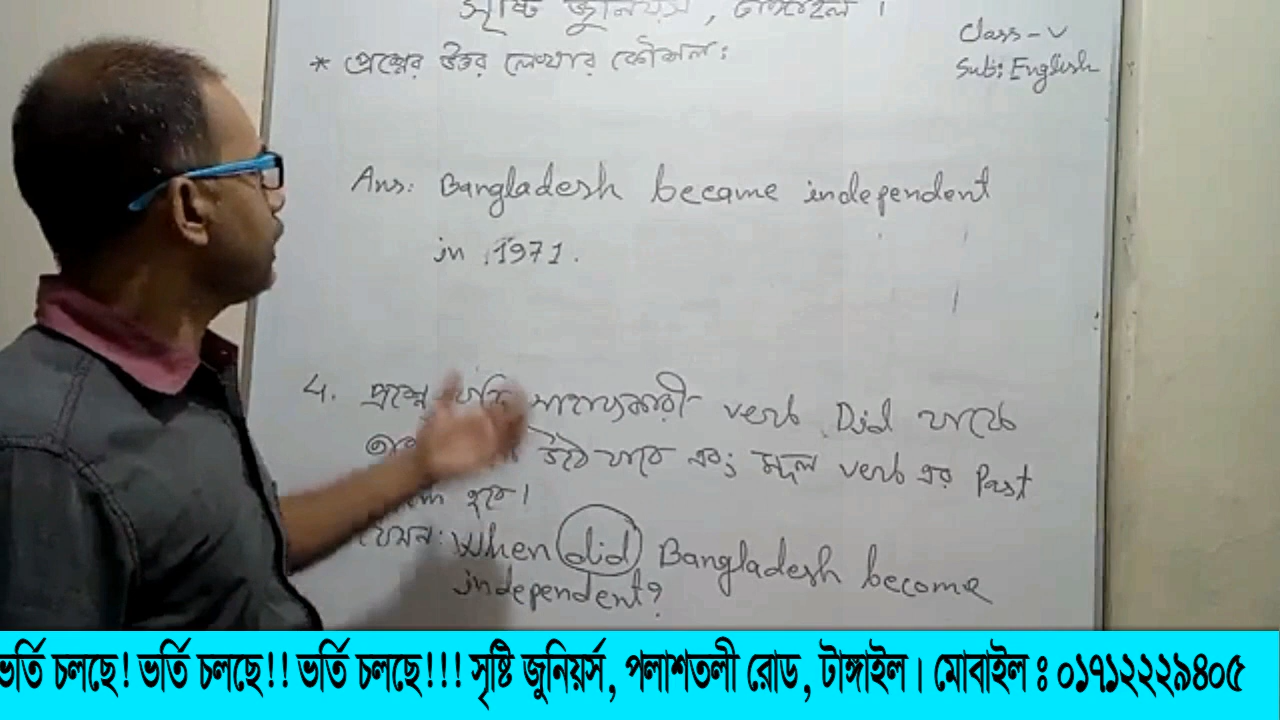 সৃষ্টি জুনিয়র্স, টাঙ্গাইল।
Class-V
Sub: English
* প্রশ্নের উত্তর লেখার কৌশল:
Ans: Bangladesh became independent
in 1971.
4. প্রশ্নে যদি সাহায্যকারী verb Did থাকে
উঠে যাবে এবং মূল verb এর Past
হবে।
যেমন: When did Bangladesh become
independent?
ভর্তি চলছে! ভর্তি চলছে!! ভর্তি চলছে!!! সৃষ্টি জুনিয়র্স, পলাশতলী রোড, টাঙ্গাইল। মোবাইল ঃ ০১৭১২২২৯৪০৫